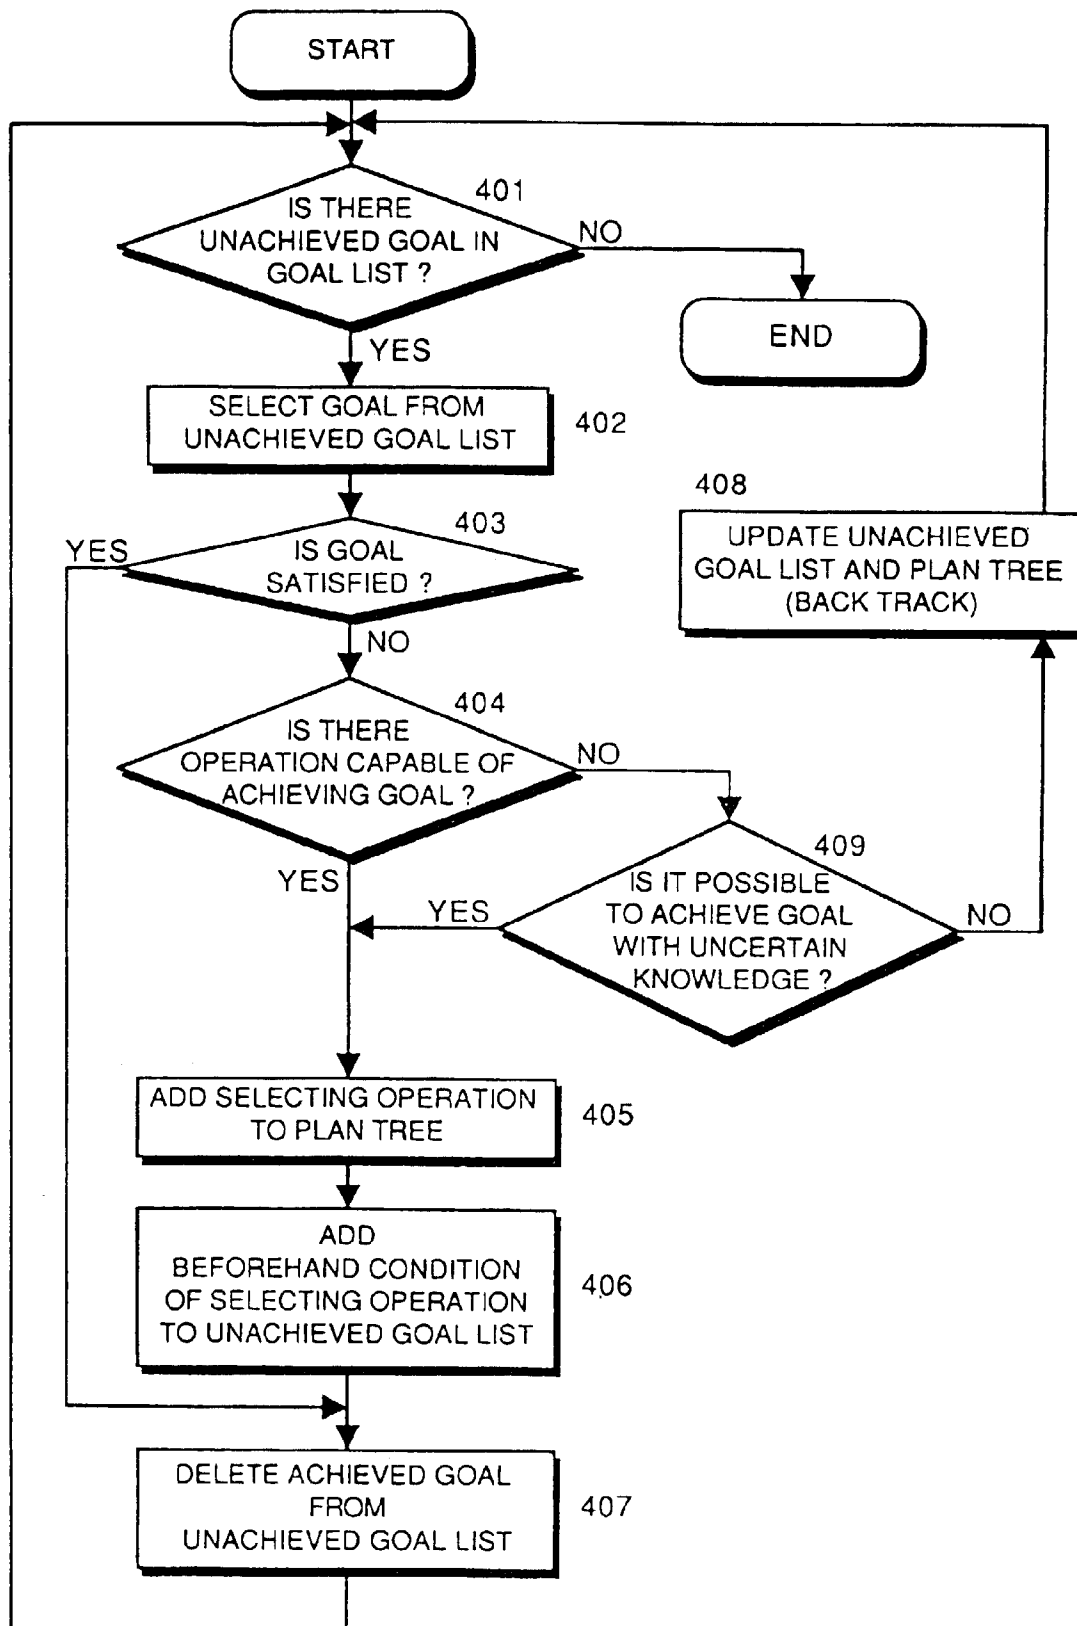 START
401
IS THERE
UNACHIEVED GOAL IN
GOAL LIST ?
NO
END
YES
SELECT GOAL FROM
UNACHIEVED GOAL LIST
402
403
YES
IS GOAL
SATISFIED ?
NO
408
UPDATE UNACHIEVED
GOAL LIST AND PLAN TREE
(BACK TRACK)
404
IS THERE
OPERATION CAPABLE OF
ACHIEVING GOAL ?
NO
YES
409
IS IT POSSIBLE
TO ACHIEVE GOAL
WITH UNCERTAIN
KNOWLEDGE ?
YES
NO
ADD SELECTING OPERATION
TO PLAN TREE
405
ADD
BEFOREHAND CONDITION
OF SELECTING OPERATION
TO UNACHIEVED GOAL LIST
406
DELETE ACHIEVED GOAL
FROM
UNACHIEVED GOAL LIST
407